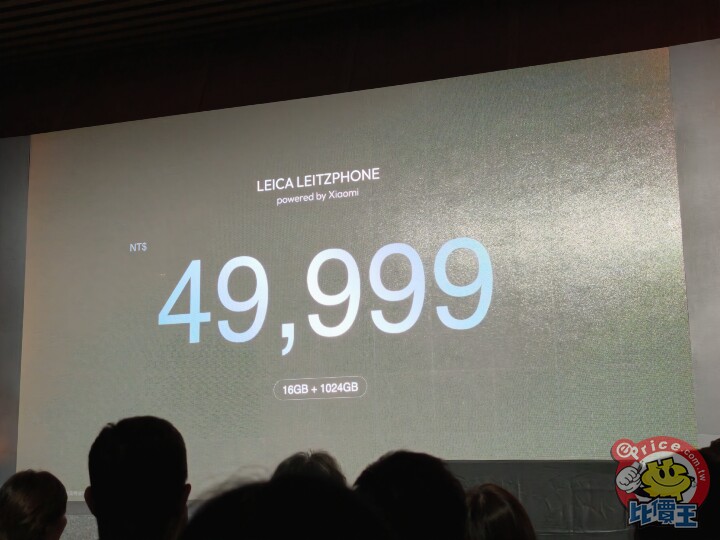 LEICA LEITZPHONE
powered by Xiaomi
NT$
49,999
16GB + 1024GB
ePrice.com.tw
比價王